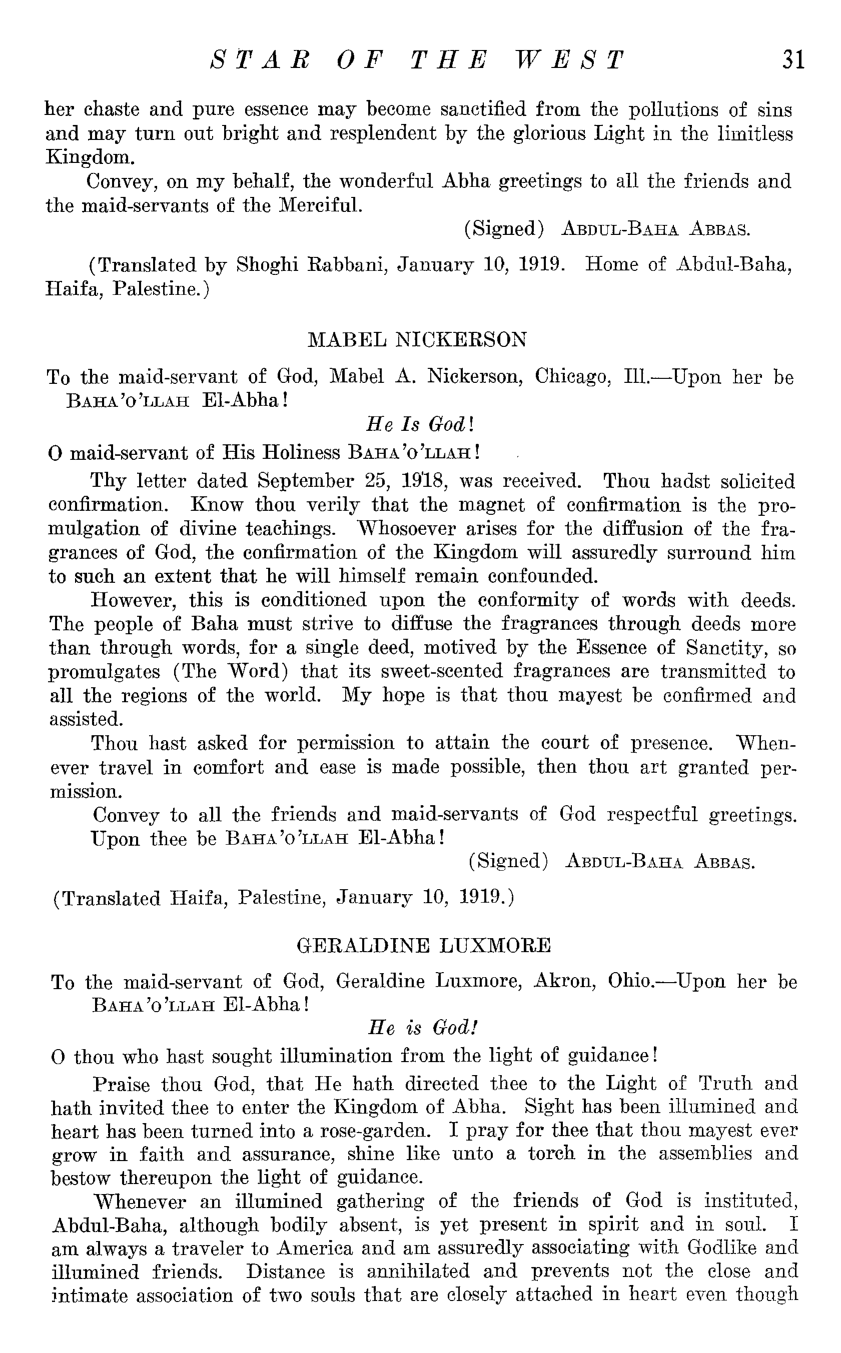 STAR OF THE WEST 31
her chaste and pure essence may become sanctified from the pollutions of sins
and may turn out bright and resplendent by the glorious Light in the limitless
Kingdom.
Convey, on my behalf, the wonderful Abha greetings to all the friends and
the maid-servants of the Merciful.
(Signed) ABDUL-BAHA ABBAS.
(Translated by Shoghi Rabbani, January 10, 1919. Home of Abdul-Baha,
Haifa, Palestine.)
MABEL NICKERSON
To the maid-servant of God, Mabel A. Nickerson, Chicago, Ill.—Upon her be
BAHA'O'LLAH El-Abha!
He Is God!
O maid-servant of His Holiness BAHA'O'LLAH!
Thy letter dated September 25, 1918, was received. Thou hadst solicited
confirmation. Know thou verily that the magnet of confirmation is the pro-
mulgation of divine teachings. Whosoever arises for the diffusion of the fra-
grances of God, the confirmation of the Kingdom will assuredly surround him
to such an extent that he will himself remain confounded.
However, this is conditioned upon the conformity of words with deeds.
The people of Baha must strive to diffuse the fragrances through deeds more
than through words, for a single deed, motived by the Essence of Sanctity, so
promulgates (The Word) that its sweet-scented fragrances are transmitted to
all the regions of the world. My hope is that thou mayest be confirmed and
assisted.
Thou hast asked for permission to attain the court of presence. When-
ever travel in comfort and ease is made possible, then thou art granted per-
mission.
Convey to all the friends and maid-servants of God respectful greetings.
Upon thee be BAHA'O'LLAH El-Abha!
(Signed) ABDUL-BAHA ABBAS.
(Translated Haifa, Palestine, January 10, 1919.)
GERALDINE LUXMORE
To the maid-servant of God, Geraldine Luxmore, Akron, Ohio.—Upon her be
BAHA'O'LLAH El-Abha!
He is God!
O thou who hast sought illumination from the light of guidance!
Praise thou God, that He hath directed thee to the Light of Truth and
hath invited thee to enter the Kingdom of Abha. Sight has been illumined and
heart has been turned into a rose-garden. I pray for thee that thou mayest ever
grow in faith and assurance, shine like unto a torch in the assemblies and
bestow thereupon the light of guidance.
Whenever an illumined gathering of the friends of God is instituted,
Abdul-Baha, although bodily absent, is yet present in spirit and in soul. I
am always a traveler to America and am assuredly associating with Godlike and
illumined friends. Distance is annihilated and prevents not the close and
intimate association of two souls that are closely attached in heart even though